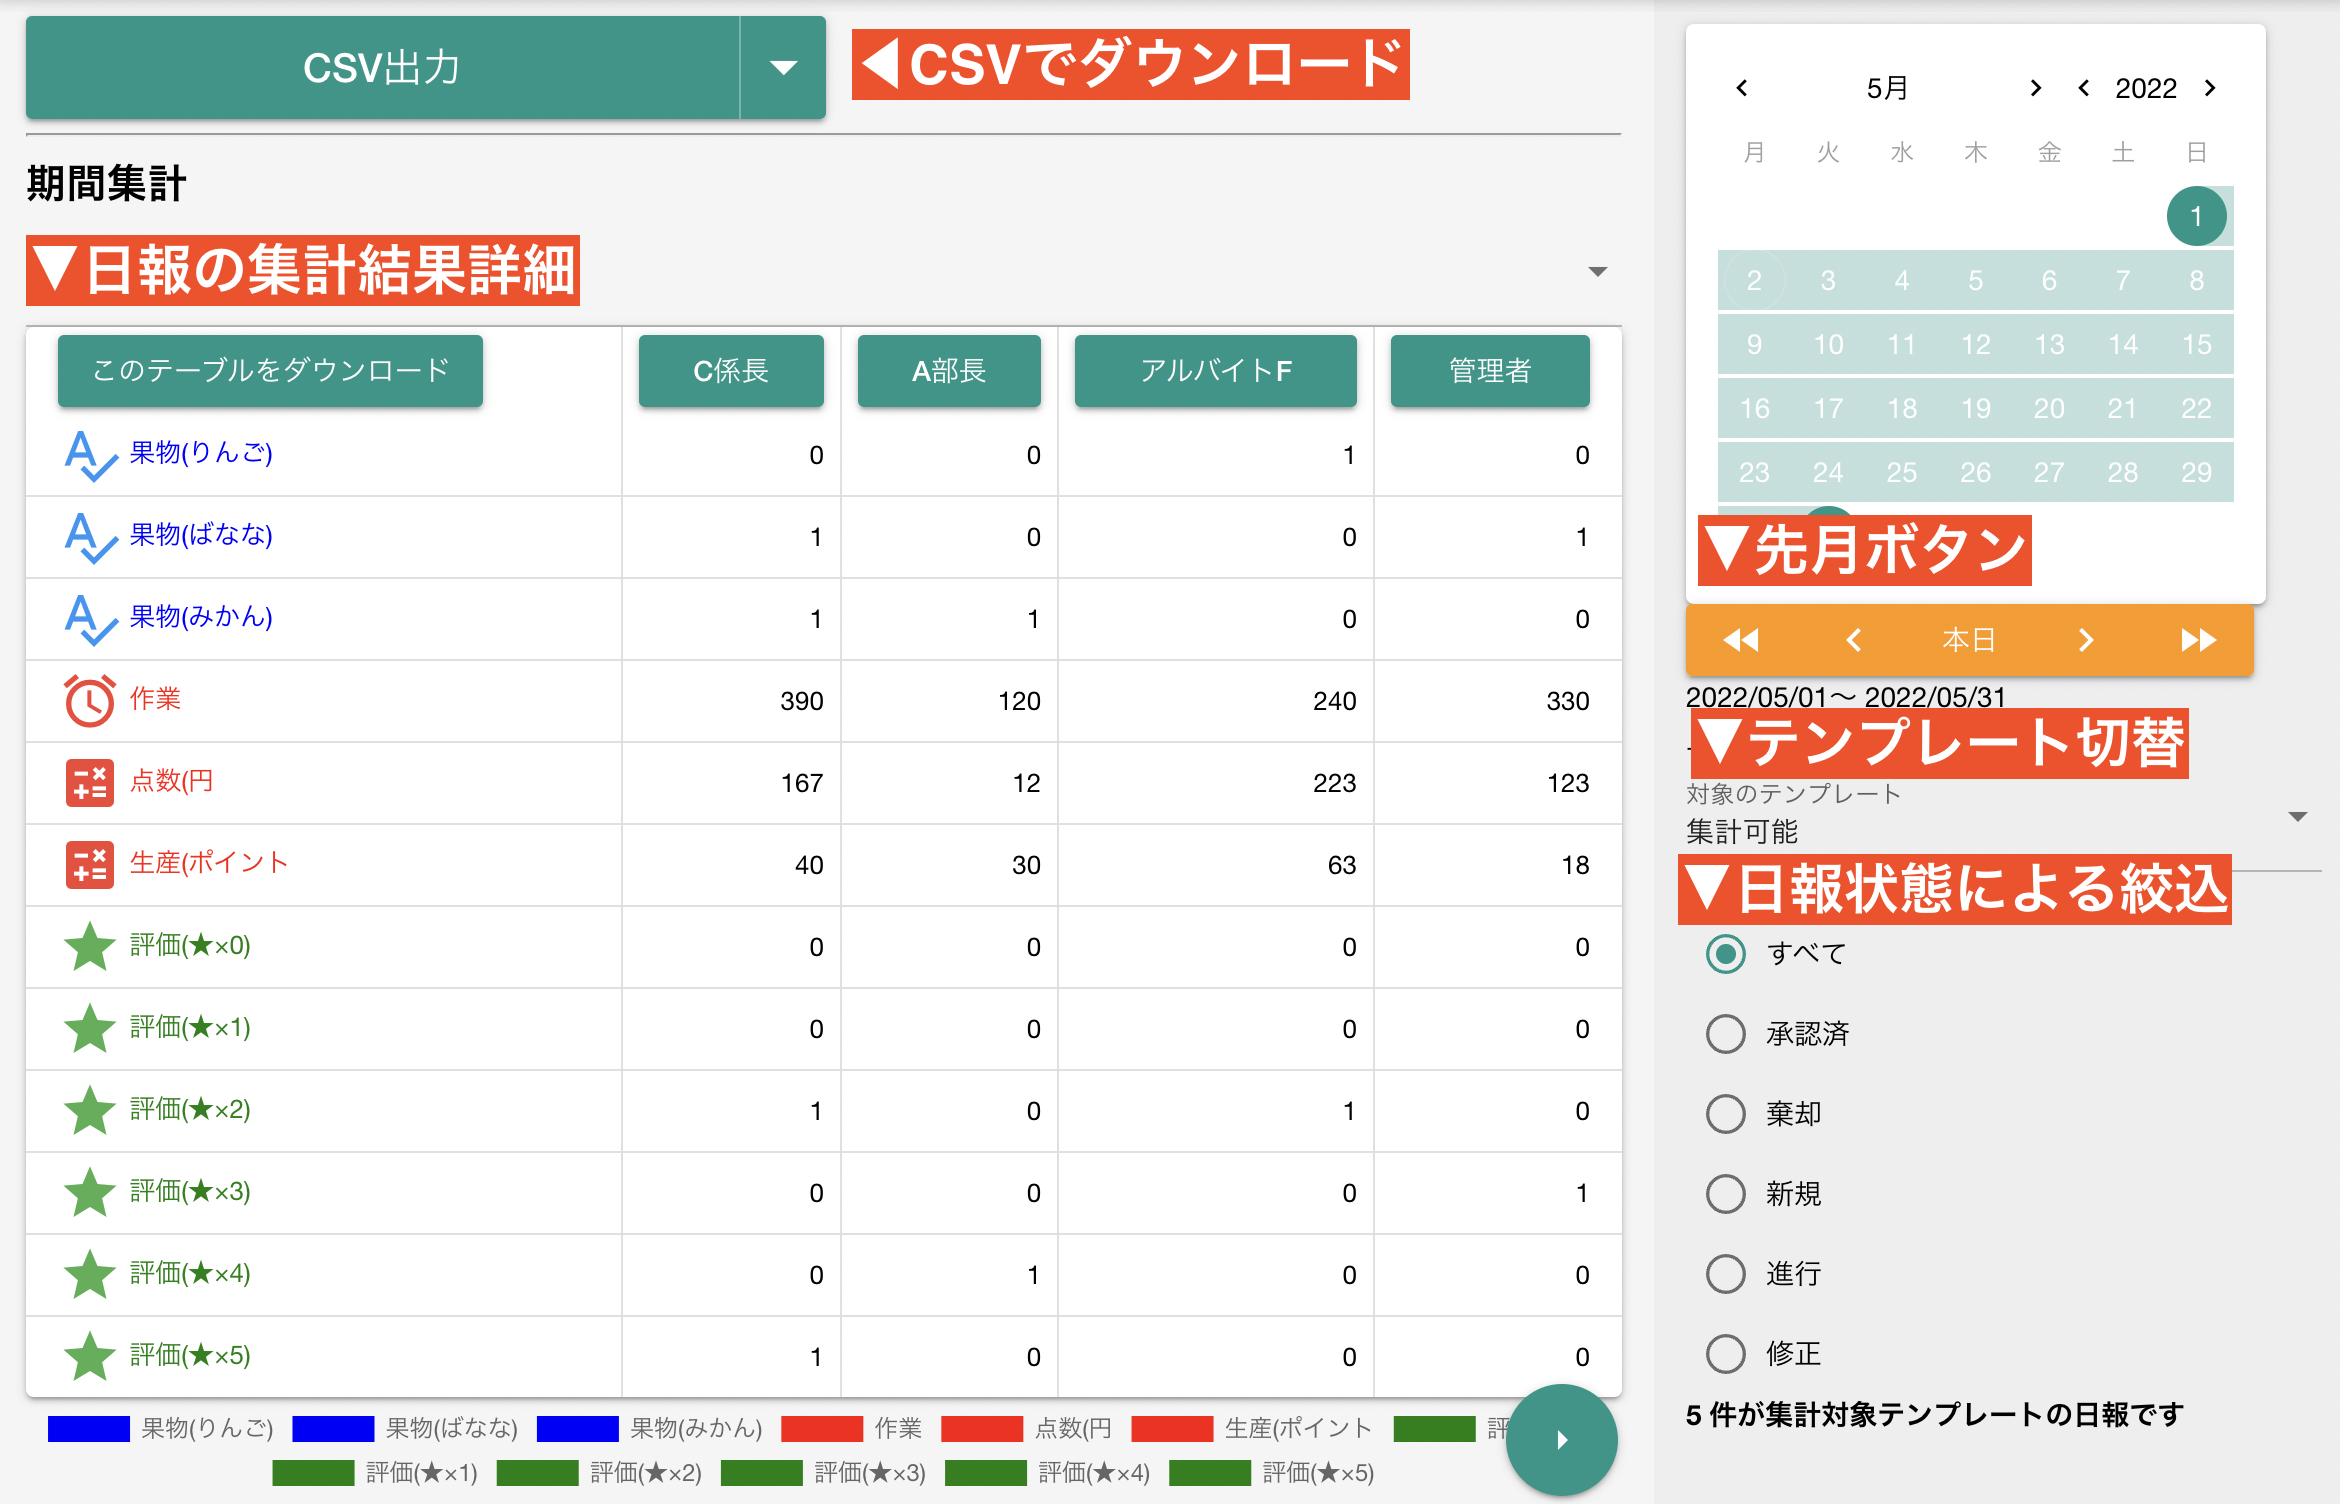 CSV出力
◀CSVでダウンロード
期間集計
▼日報の集計結果詳細
このテーブルをダウンロード C係長 A部長 アルバイトF 管理者
果物(りんご) 0 0 1 0
果物(ばなな) 1 0 0 1
果物(みかん) 1 1 0 0
作業 390 120 240 330
点数(円 167 12 223 123
生産(ポイント 40 30 63 18
評価(★×0) 0 0 0 0
評価(★×1) 0 0 0 0
評価(★×2) 1 0 1 0
評価(★×3) 0 0 0 1
評価(★×4) 0 1 0 0
評価(★×5) 1 0 0 0
果物(りんご) 果物(ばなな) 果物(みかん) 作業 点数(円 生産(ポイント 評
評価(★×1) 評価(★×2) 評価(★×3) 評価(★×4) 評価(★×5)
5月 2022
月 火 水 木 金 土 日
1
2 3 4 5 6 7 8
9 10 11 12 13 14 15
16 17 18 19 20 21 22
23 24 25 26 27 28 29
▼先月ボタン
本日
2022/05/01〜 2022/05/31
▼テンプレート切替
対象のテンプレート
集計可能
▼日報状態による絞込
すべて
承認済
棄却
新規
進行
修正
5 件が集計対象テンプレートの日報です